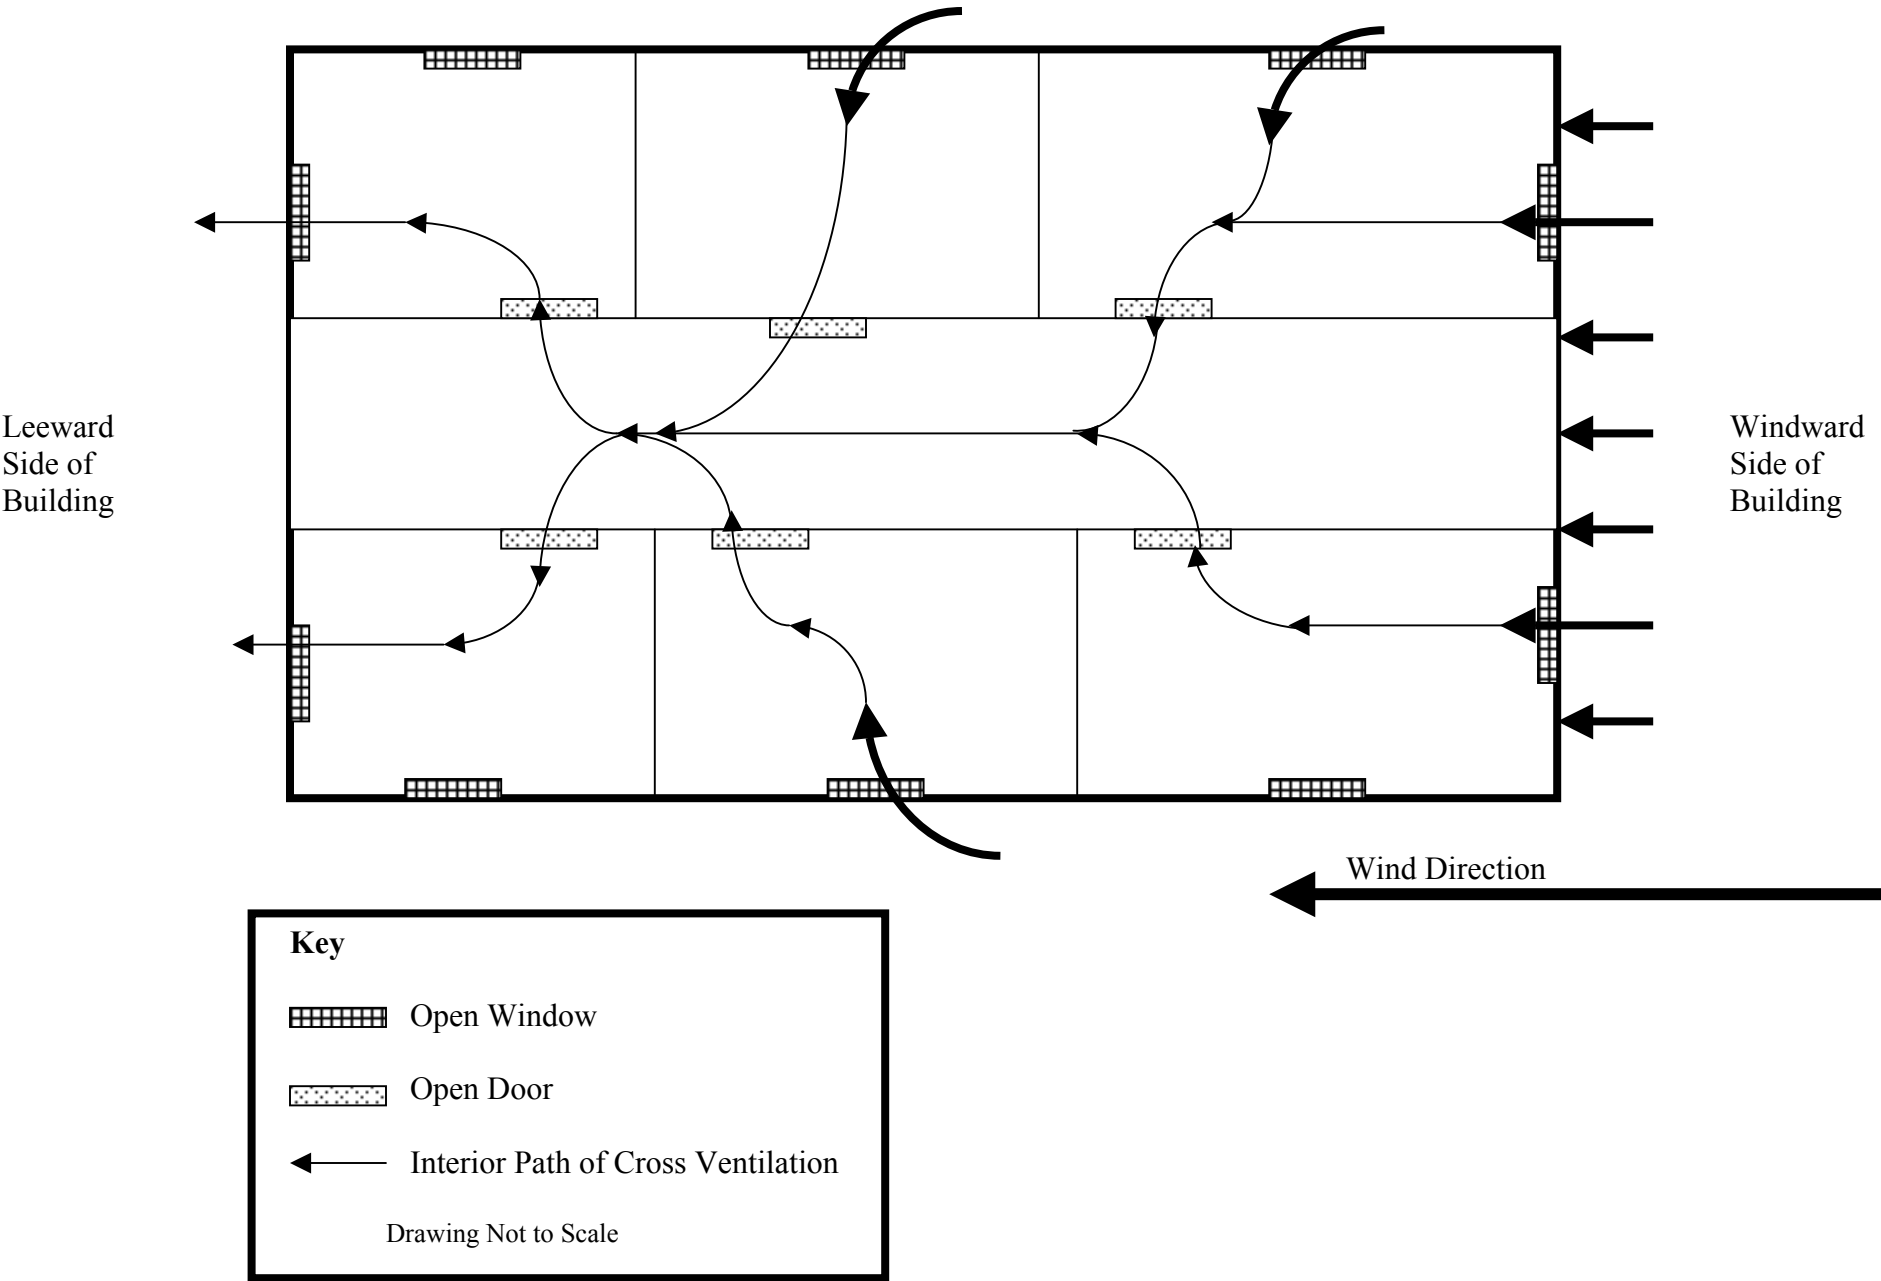 Leeward
Side of
Building
Windward
Side of
Building
Wind Direction
Key
Open Window
Open Door
Interior Path of Cross Ventilation
Drawing Not to Scale